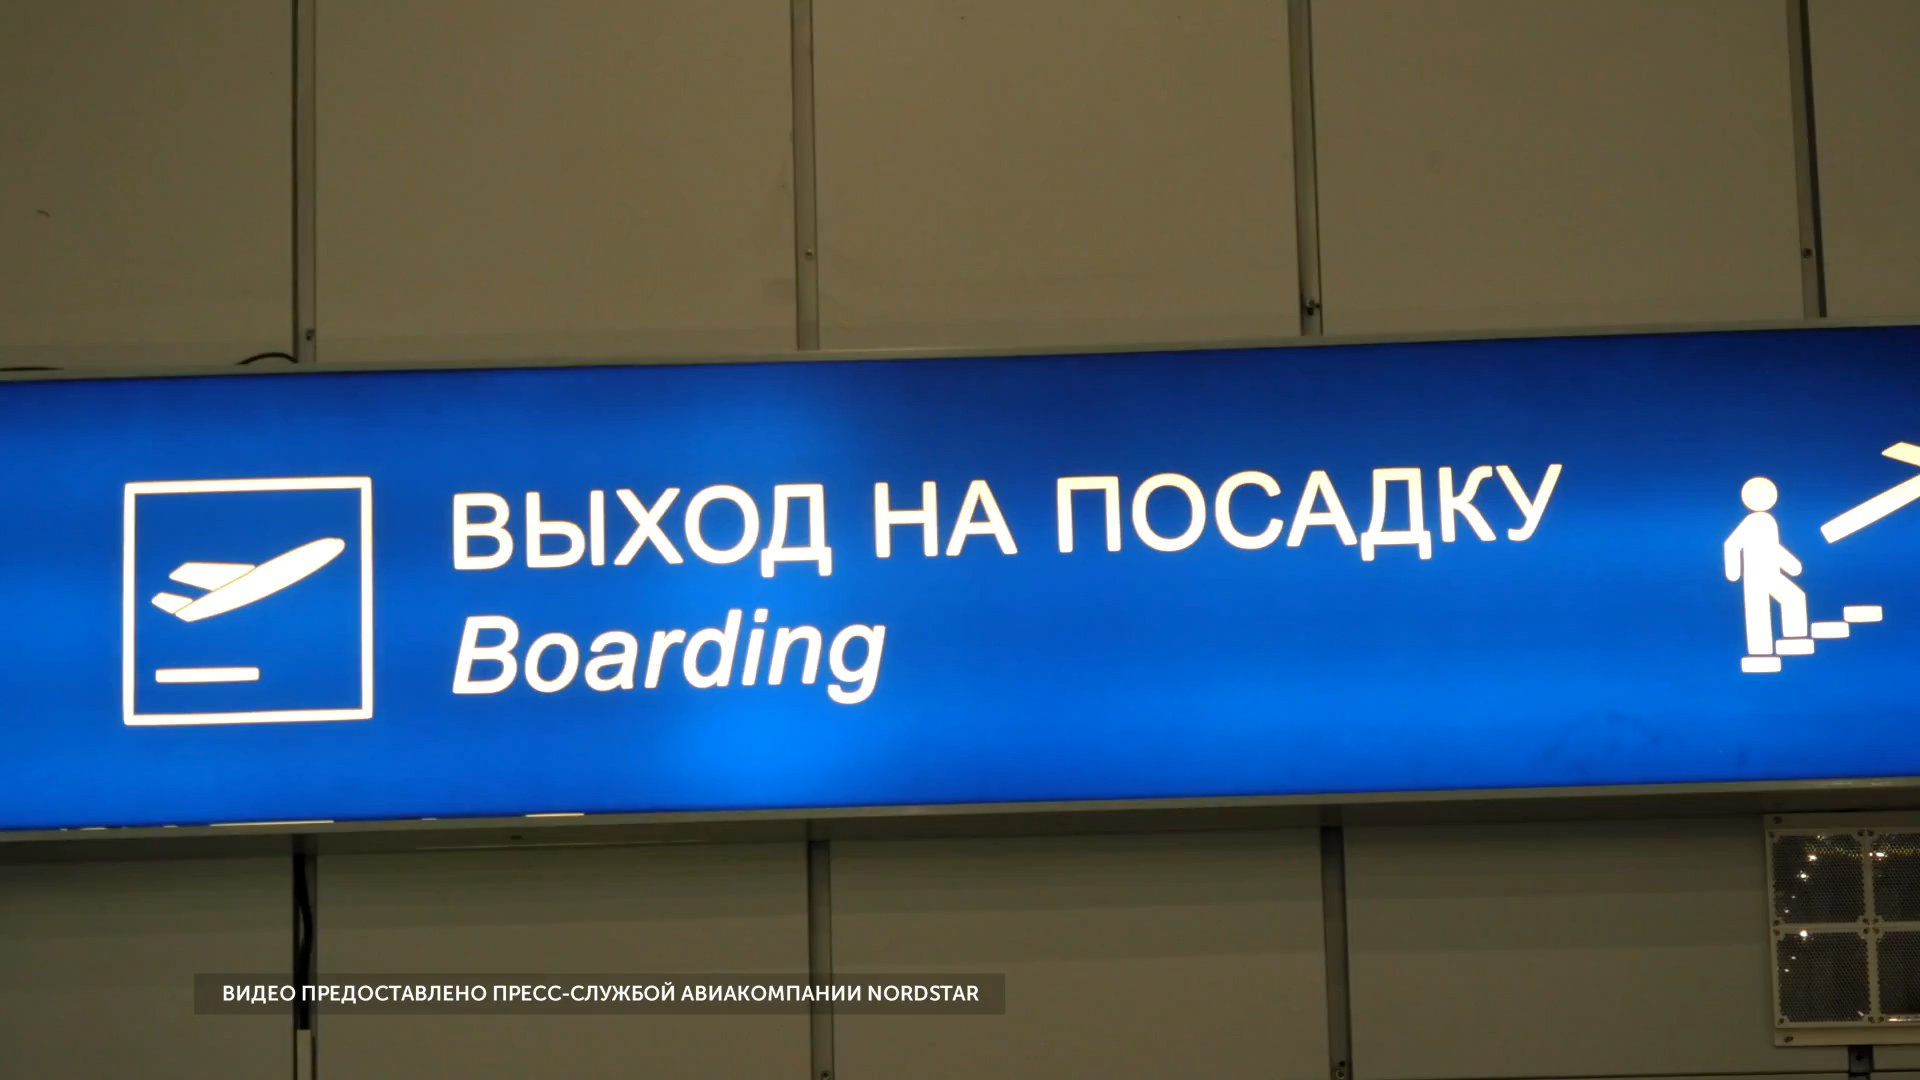 ВЫХОД НА ПОСАДКУ
Boarding
ВИДЕО ПРЕДОСТАВЛЕНО ПРЕСС-СЛУЖБОЙ АВИАКОМПАНИИ NORDSTAR